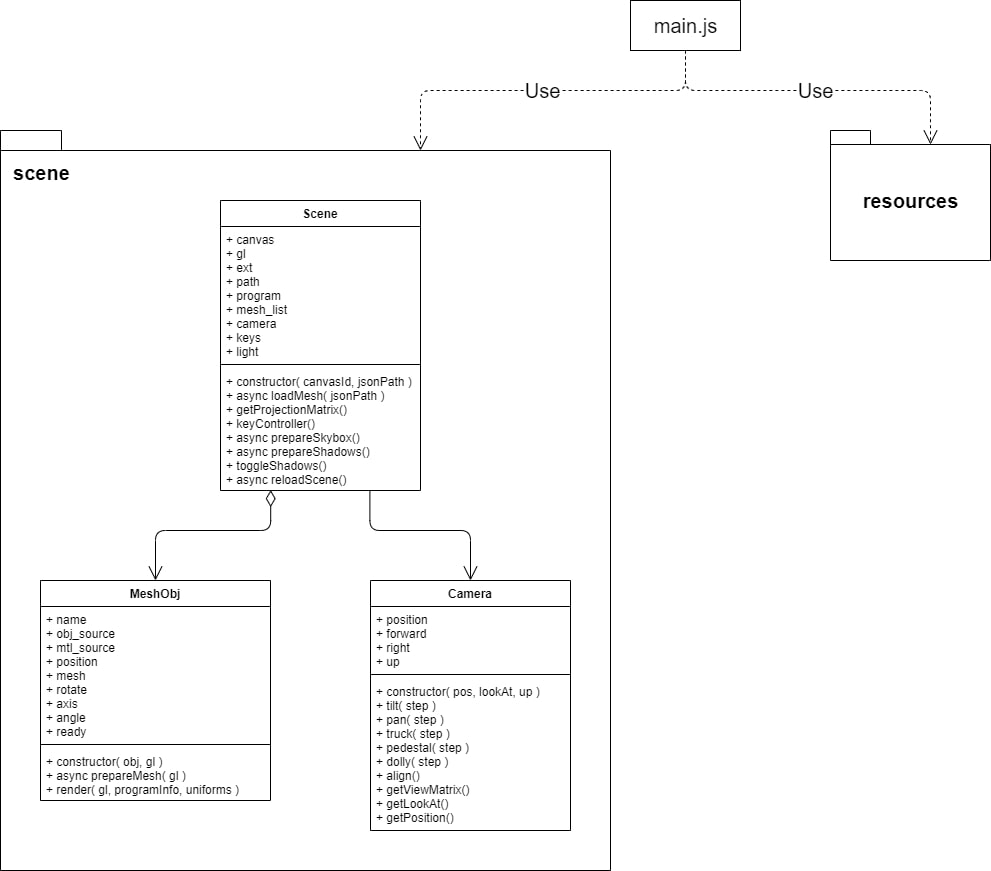 main.js
Use
Use
scene
resources
Scene
+ canvas
+ gl
+ ext
+ path
+ program
+ mesh_list
+ camera
+ keys
+ light
+ constructor( canvasId, jsonPath )
+ async loadMesh( jsonPath )
+ getProjectionMatrix()
+ keyController()
+ async prepareSkybox()
+ async prepareShadows()
+ toggleShadows()
+ async reloadScene()
MeshObj
+ name
+ obj_source
+ mtl_source
+ position
+ mesh
+ rotate
+ axis
+ angle
+ ready
+ constructor( obj, gl )
+ async prepareMesh( gl )
+ render( gl, programInfo, uniforms )
Camera
+ position
+ forward
+ right
+ up
+ constructor( pos, lookAt, up )
+ tilt( step )
+ pan( step )
+ truck( step )
+ pedestal( step )
+ dolly( step )
+ align()
+ getViewMatrix()
+ getLookAt()
+ getPosition()